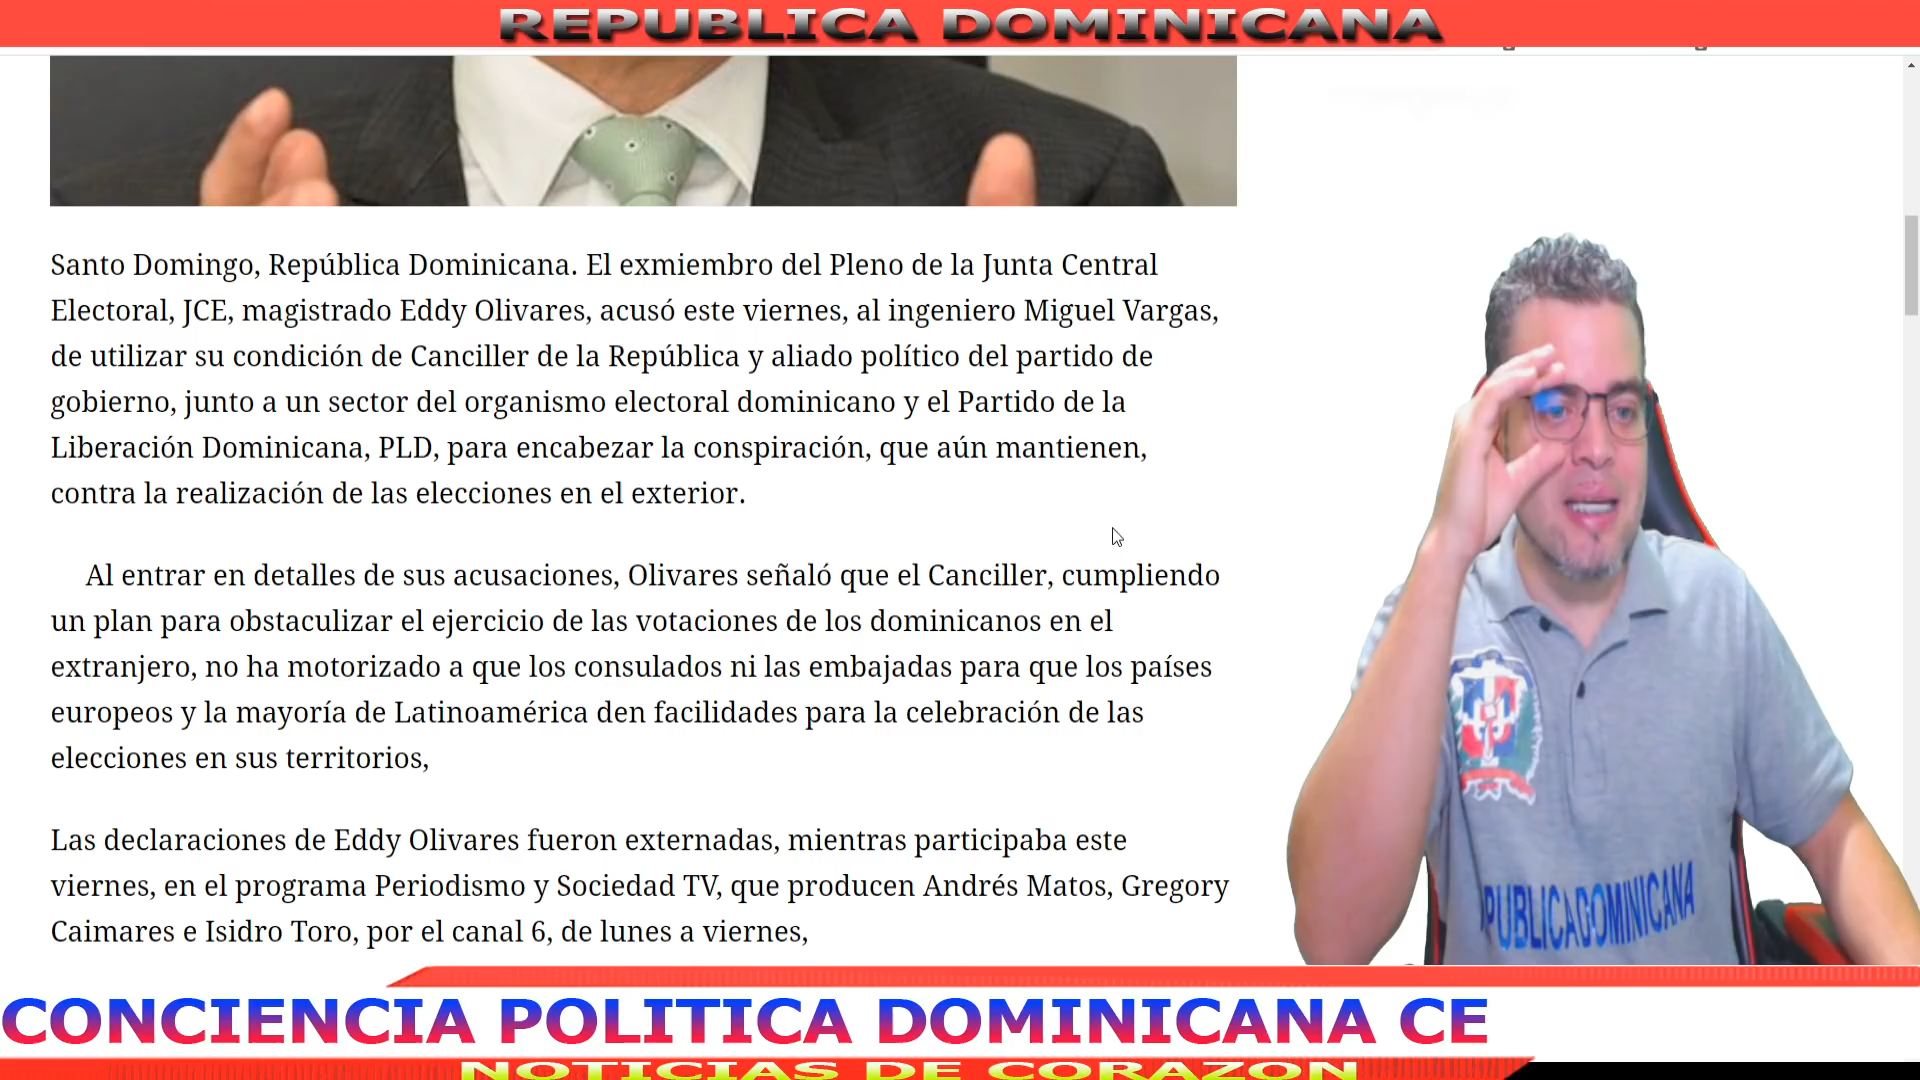 REPUBLICA DOMINICANA
Santo Domingo, República Dominicana. El exmiembro del Pleno de la Junta Central
Electoral, JCE, magistrado Eddy Olivares, acusó este viernes, al ingeniero Miguel Vargas,
de utilizar su condición de Canciller de la República y aliado político del partido de
gobierno, junto a un sector del organismo electoral dominicano y el Partido de la
Liberación Dominicana, PLD, para encabezar la conspiración, que aún mantienen,
contra la realización de las elecciones en el exterior.
Al entrar en detalles de sus acusaciones, Olivares señaló que el Canciller, cumpliendo
un plan para obstaculizar el ejercicio de las votaciones de los dominicanos en el
extranjero, no ha motorizado a que los consulados ni las embajadas para que los países
europeos y la mayoría de Latinoamérica den facilidades para la celebración de las
elecciones en sus territorios,
Las declaraciones de Eddy Olivares fueron externadas, mientras participaba este
viernes, en el programa Periodismo y Sociedad TV, que producen Andrés Matos, Gregory
Caimares e Isidro Toro, por el canal 6, de lunes a viernes,
PUBLICADOMINICANA
CONCIENCIA POLITICA DOMINICANA CE
NOTICIAS DE CORAZON